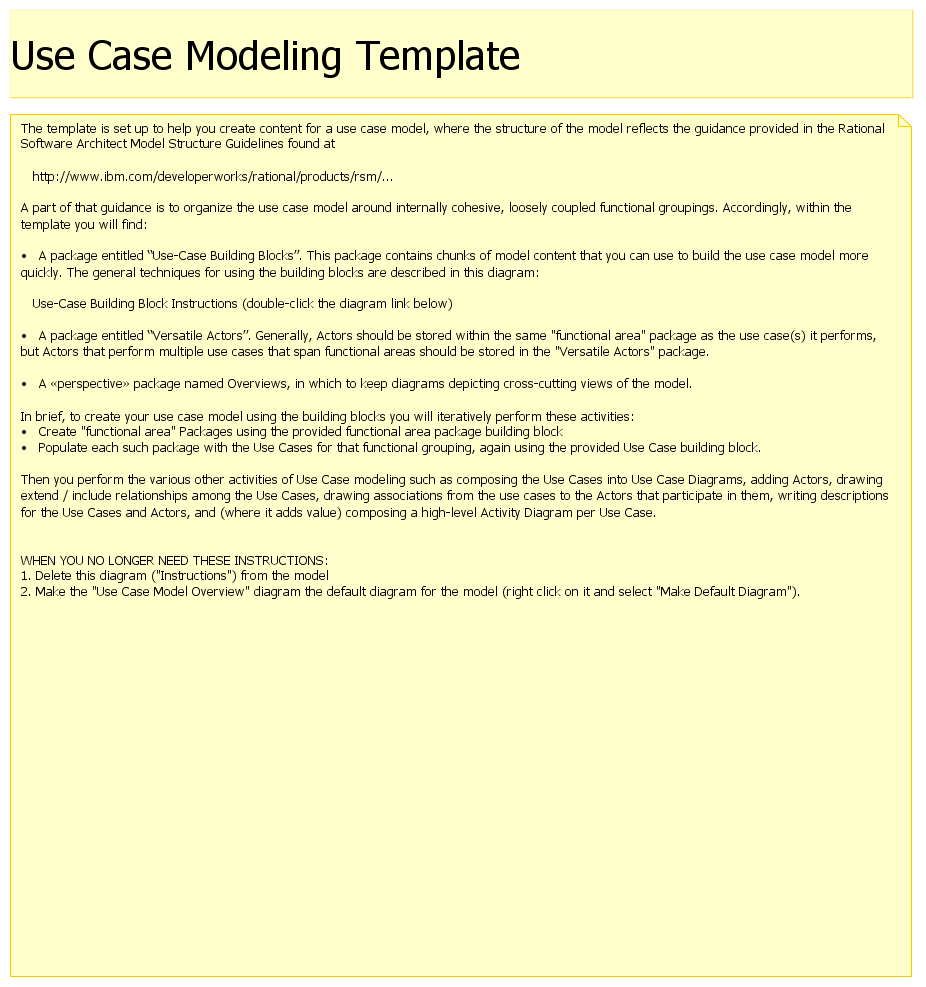 Use Case Modeling Template
The template is set up to help you create content for a use case model, where the structure of the model reflects the guidance provided in the Rational
Software Architect Model Structure Guidelines found at
http://www.ibm.com/developerworks/rational/products/rsm/...
A part of that guidance is to organize the use case model around internally cohesive, loosely coupled functional groupings. Accordingly, within the
template you will find:
• A package entitled “Use-Case Building Blocks”. This package contains chunks of model content that you can use to build the use case model more
quickly. The general techniques for using the building blocks are described in this diagram:
Use-Case Building Block Instructions (double-click the diagram link below)
• A package entitled “Versatile Actors”. Generally, Actors should be stored within the same "functional area" package as the use case(s) it performs,
but Actors that perform multiple use cases that span functional areas should be stored in the "Versatile Actors" package.
• A «perspective» package named Overviews, in which to keep diagrams depicting cross-cutting views of the model.
In brief, to create your use case model using the building blocks you will iteratively perform these activities:
• Create "functional area" Packages using the provided functional area package building block
• Populate each such package with the Use Cases for that functional grouping, again using the provided Use Case building block.
Then you perform the various other activities of Use Case modeling such as composing the Use Cases into Use Case Diagrams, adding Actors, drawing
extend / include relationships among the Use Cases, drawing associations from the use cases to the Actors that participate in them, writing descriptions
for the Use Cases and Actors, and (where it adds value) composing a high-level Activity Diagram per Use Case.
WHEN YOU NO LONGER NEED THESE INSTRUCTIONS:
1. Delete this diagram ("Instructions") from the model
2. Make the "Use Case Model Overview" diagram the default diagram for the model (right click on it and select "Make Default Diagram").